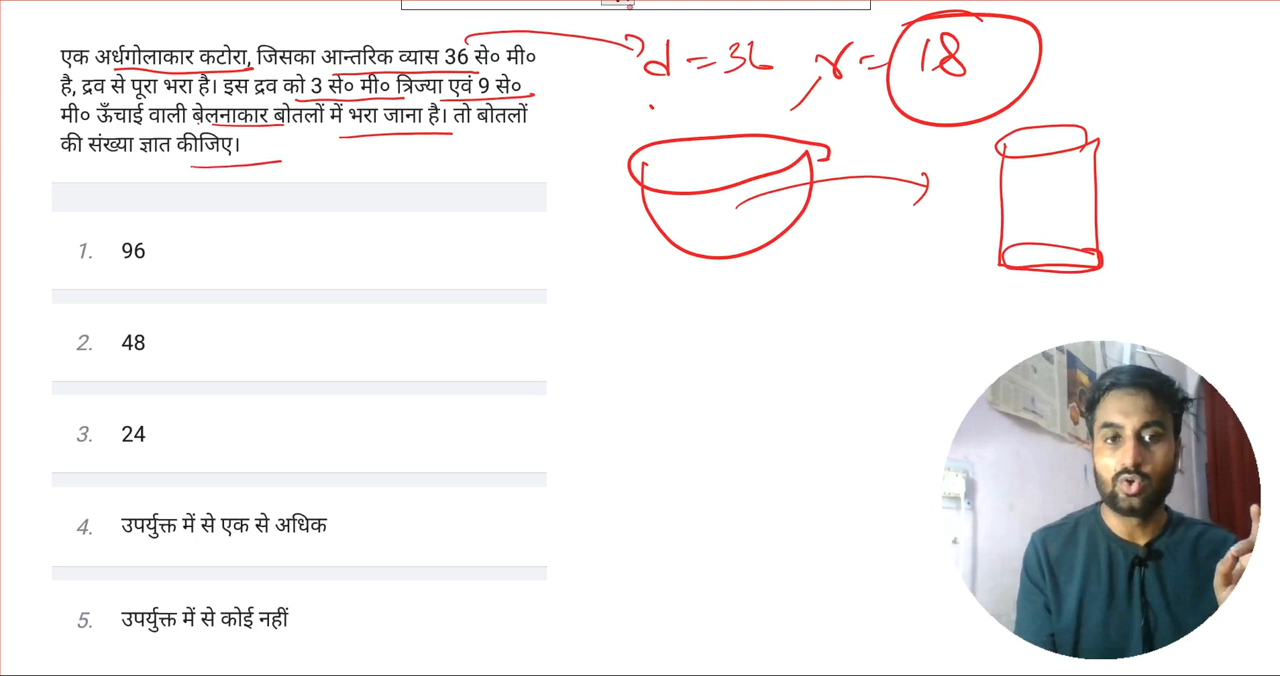 एक अर्धगोलाकार कटोरा, जिसका आन्तरिक व्यास 36 से० मी०
है, द्रव से पूरा भरा है। इस द्रव को 3 से० मी० त्रिज्या एवं 9 से०
मी० ऊँचाई वाली बेलनाकार बोतलों में भरा जाना है। तो बोतलों
की संख्या ज्ञात कीजिए।
d = 36 r = 18
1. 96
2. 48
3. 24
4. उपर्युक्त में से एक से अधिक
5. उपर्युक्त में से कोई नहीं